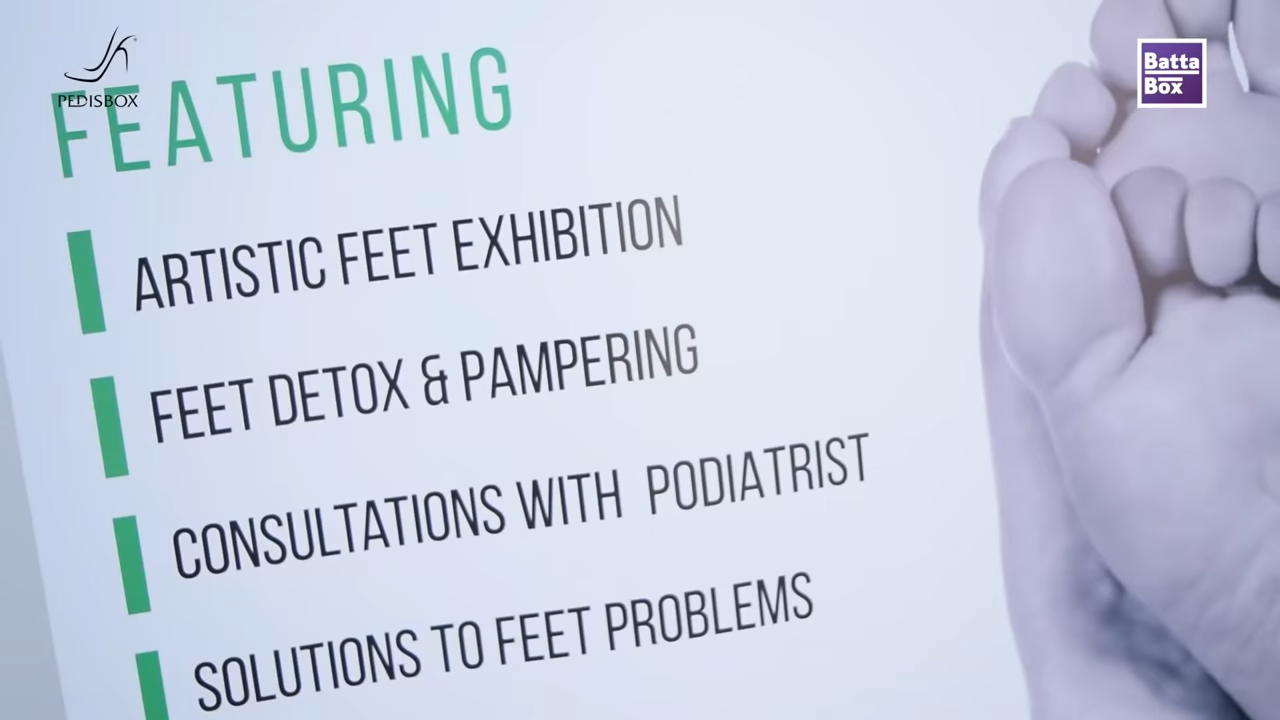 PEDISBOX
Batta
Box
FEATURING
ARTISTIC FEET EXHIBITION
FEET DETOX & PAMPERING
CONSULTATIONS WITH PODIATRIST
SOLUTIONS TO FEET PROBLEMS